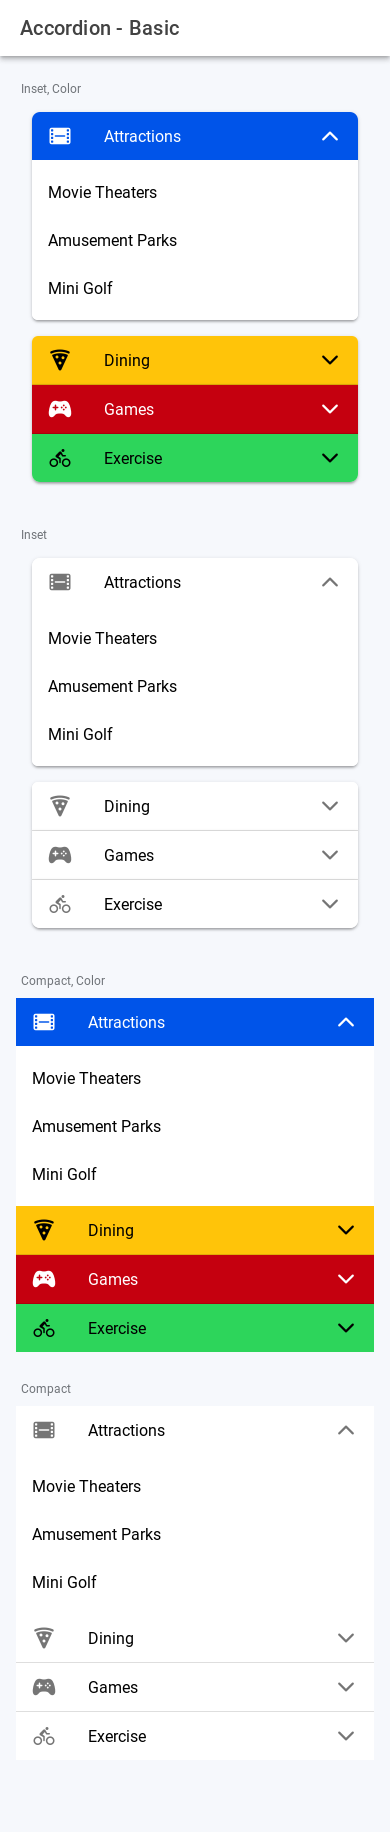 Accordion - Basic
Inset, Color
Attractions
Movie Theaters
Amusement Parks
Mini Golf
Dining
Games
Exercise
Inset
Attractions
Movie Theaters
Amusement Parks
Mini Golf
Dining
Games
Exercise
Compact, Color
Attractions
Movie Theaters
Amusement Parks
Mini Golf
Dining
Games
Exercise
Compact
Attractions
Movie Theaters
Amusement Parks
Mini Golf
Dining
Games
Exercise